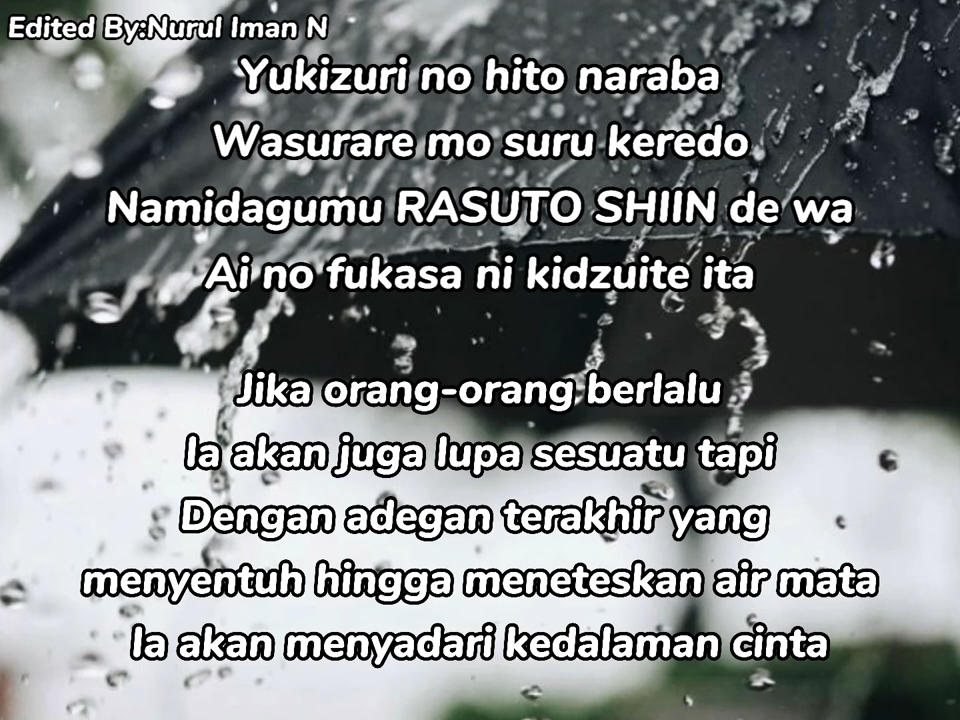 Edited By:Nurul Iman N
Yukizuri no hito naraba
Wasurare mo suru keredo
Namidagumu RASUTO SHIIN de wa
Ai no fukasa ni kidzuite ita
Jika orang-orang berlalu
Ia akan juga lupa sesuatu tapi
Dengan adegan terakhir yang
menyentuh hingga meneteskan air mata
Ia akan menyadari kedalaman cinta